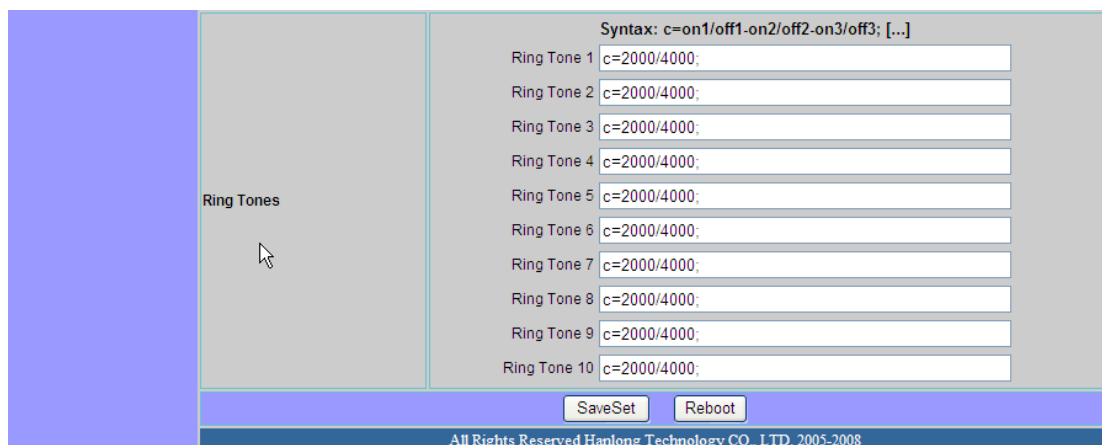 Syntax: c=on1/off1-on2/off2-on3/off3; [...]
Ring Tone 1 c=2000/4000;
Ring Tone 2 c=2000/4000;
Ring Tone 3 c=2000/4000;
Ring Tone 4 c=2000/4000;
Ring Tones
Ring Tone 5 c=2000/4000;
Ring Tone 6 c=2000/4000;
Ring Tone 7 c=2000/4000;
Ring Tone 8 c=2000/4000;
Ring Tone 9 c=2000/4000;
Ring Tone 10 c=2000/4000;
SaveSet Reboot
All Rights Reserved Hanlong Technology CO., LTD. 2005-2008